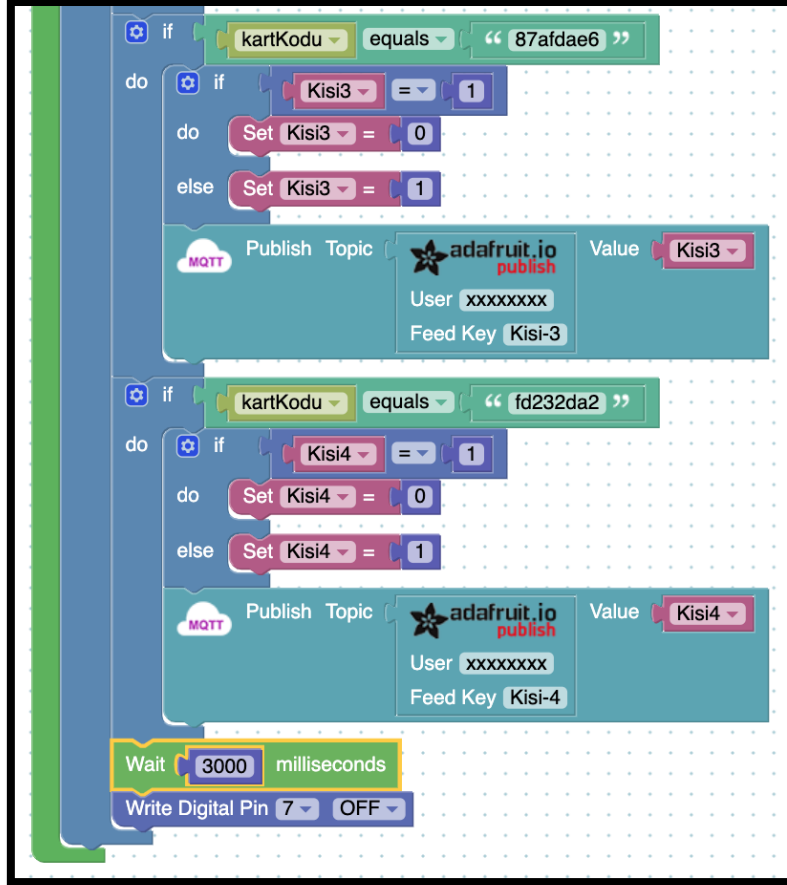 if kartKodu equals “ 87afdae6 ”
do if Kisi3 = 1
do Set Kisi3 = 0
else Set Kisi3 = 1
MQTT Publish Topic adafruit.io publish Value Kisi3
User xxxxxxxx
Feed Key Kisi-3
if kartKodu equals “ fd232da2 ”
do if Kisi4 = 1
do Set Kisi4 = 0
else Set Kisi4 = 1
MQTT Publish Topic adafruit.io publish Value Kisi4
User xxxxxxxx
Feed Key Kisi-4
Wait 3000 milliseconds
Write Digital Pin 7 OFF